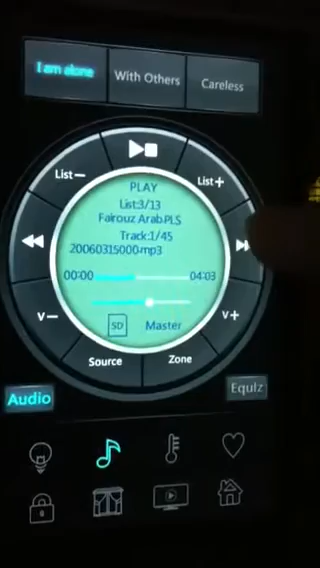 I am alone
With Others
Careless
List-
List+
PLAY
List:3/13
Fairouz Arab.PLS
Track:1/45
20060315000.mp3
00:00
04:03
V-
V+
SD
Master
Source
Zone
Audio
Equlz